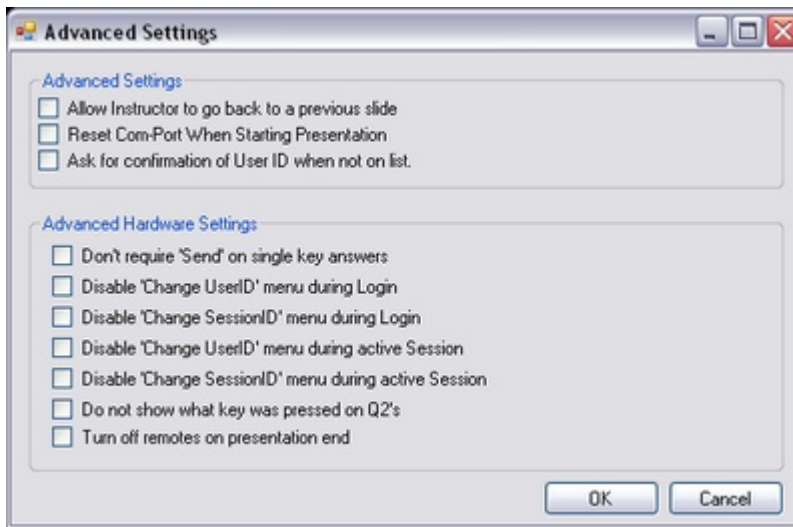 Advanced Settings
Advanced Settings
Allow Instructor to go back to a previous slide
Reset Com-Port When Starting Presentation
Ask for confirmation of User ID when not on list.
Advanced Hardware Settings
Don't require 'Send' on single key answers
Disable 'Change UserID' menu during Login
Disable 'Change SessionID' menu during Login
Disable 'Change UserID' menu during active Session
Disable 'Change SessionID' menu during active Session
Do not show what key was pressed on Q2's
Turn off remotes on presentation end
OK Cancel